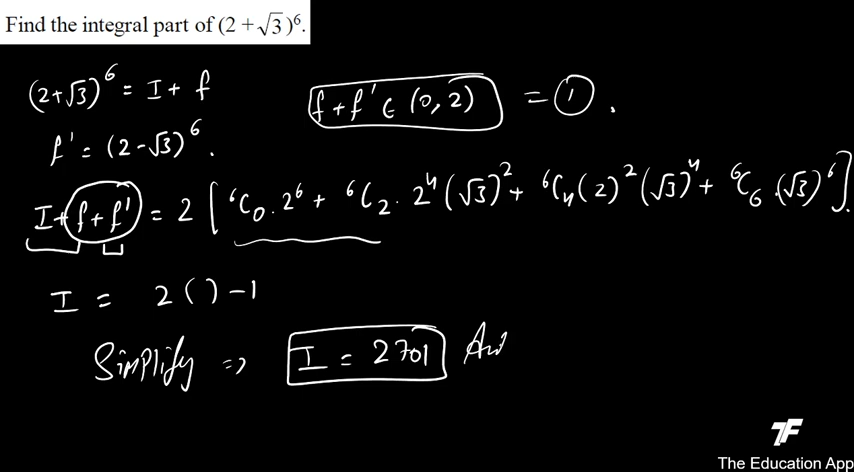 Find the integral part of (2 + √3)⁶.
(2+√3)⁶ = I + f
f + f' ∈ (0, 2) = ① .
f' = (2-√3)⁶.
I + f + f' = 2 [ ⁶C₀. 2⁶ + ⁶C₂. 2⁴ (√3)² + ⁶C₄ (2)² (√3)⁴ + ⁶C₆ .(√3)⁶ ].
I = 2 ( ) - 1
Simplify ⇒ I = 2701 Ans
The Education App